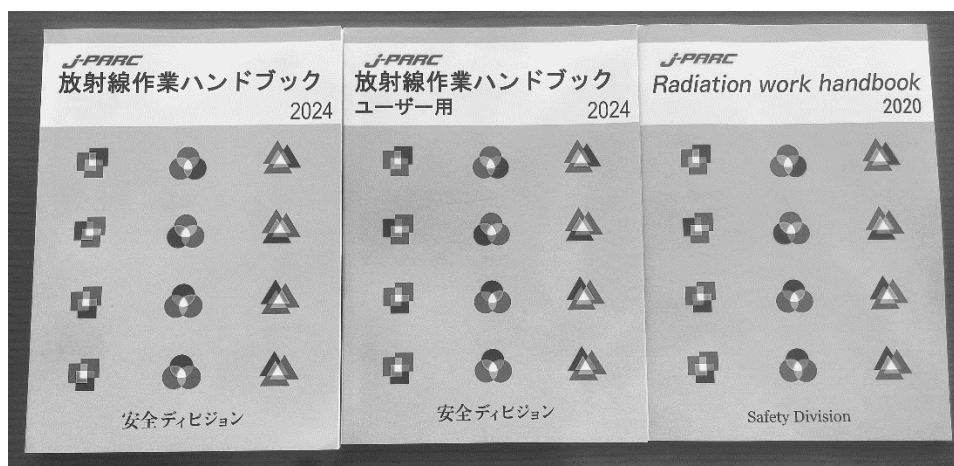 J-PARC
放射線作業ハンドブック
2024
安全ディビジョン
J-PARC
放射線作業ハンドブック
ユーザー用
2024
安全ディビジョン
J-PARC
Radiation work handbook
2020
Safety Division